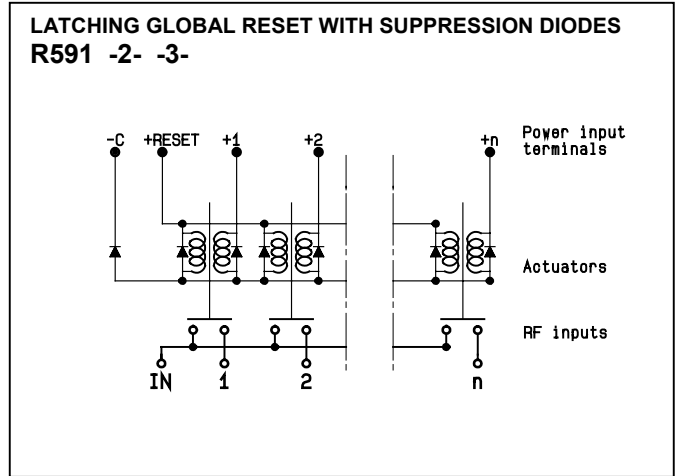 LATCHING GLOBAL RESET WITH SUPPRESSION DIODES
R591 -2- -3-
-C +RESET +1 +2 +n Power input
terminals
Actuators
RF inputs
IN 1 2 n